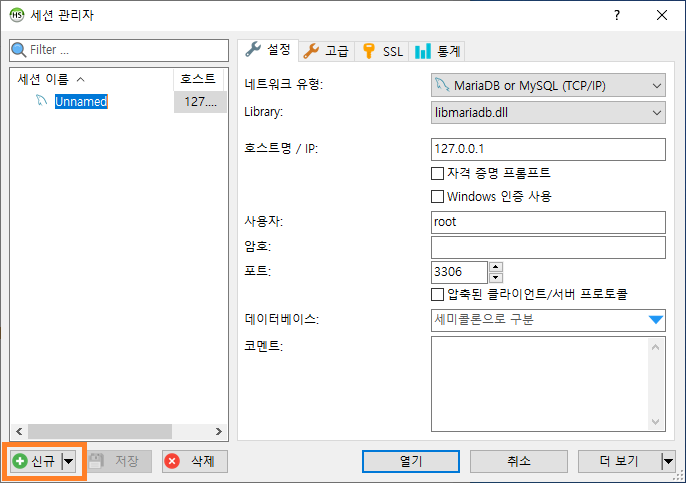 HS 세션 관리자
Filter ...
세션 이름 호스트
Unnamed 127....
설정 고급 SSL 통계
네트워크 유형: MariaDB or MySQL (TCP/IP)
Library: libmariadb.dll
호스트명 / IP: 127.0.0.1
자격 증명 프롬프트
Windows 인증 사용
사용자: root
암호:
포트: 3306
압축된 클라이언트/서버 프로토콜
데이터베이스: 세미콜론으로 구분
코멘트:
신규 저장 삭제 열기 취소 더 보기